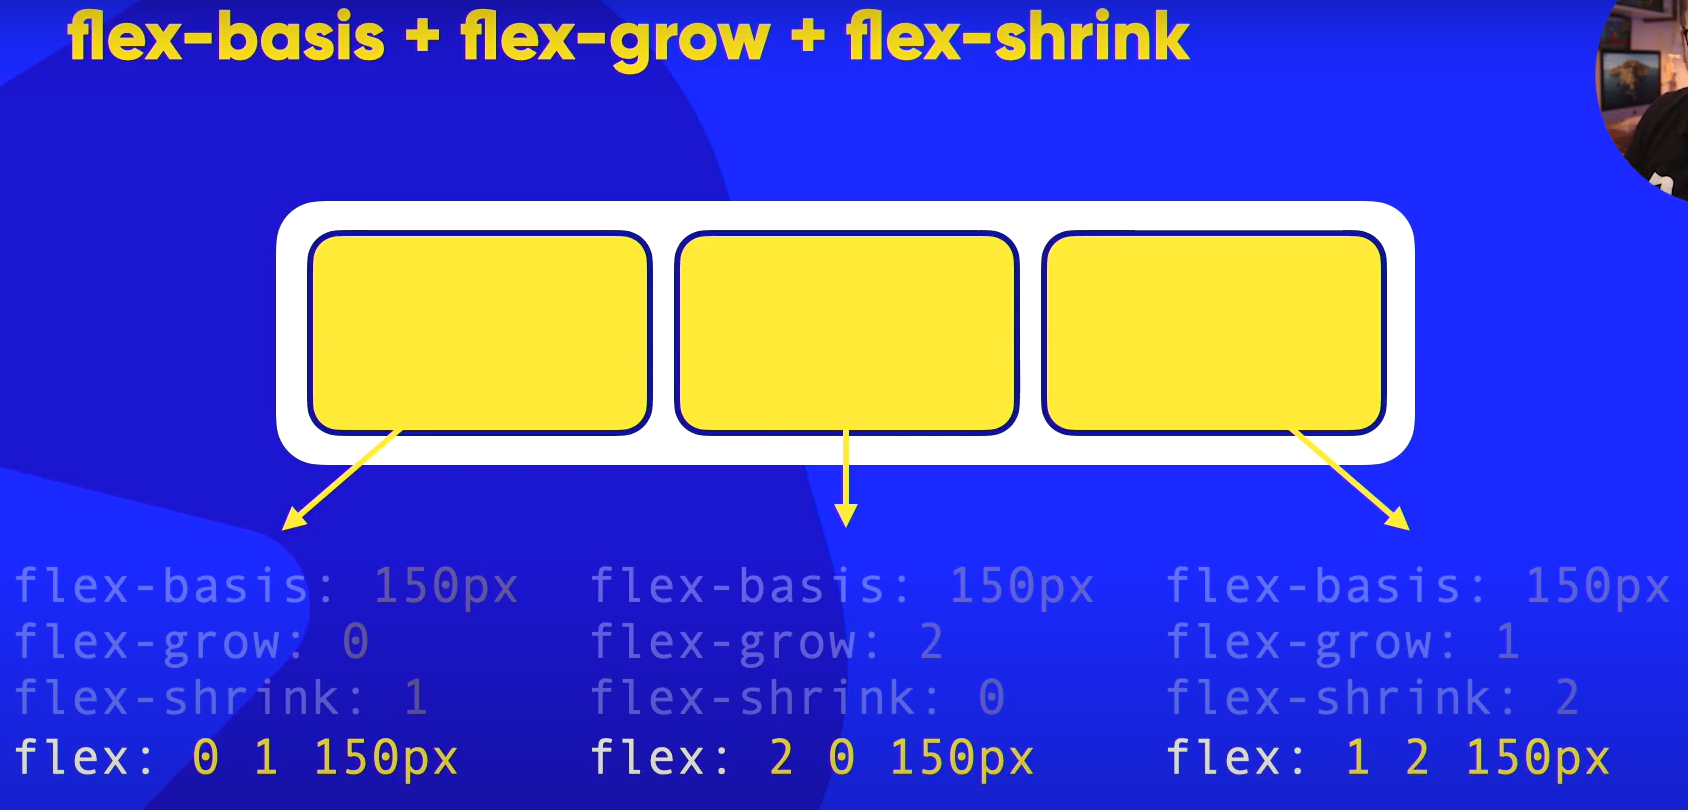 flex-basis + flex-grow + flex-shrink
flex-basis: 150px
flex-grow: 0
flex-shrink: 1
flex: 0 1 150px
flex-basis: 150px
flex-grow: 2
flex-shrink: 0
flex: 2 0 150px
flex-basis: 150px
flex-grow: 1
flex-shrink: 2
flex: 1 2 150px